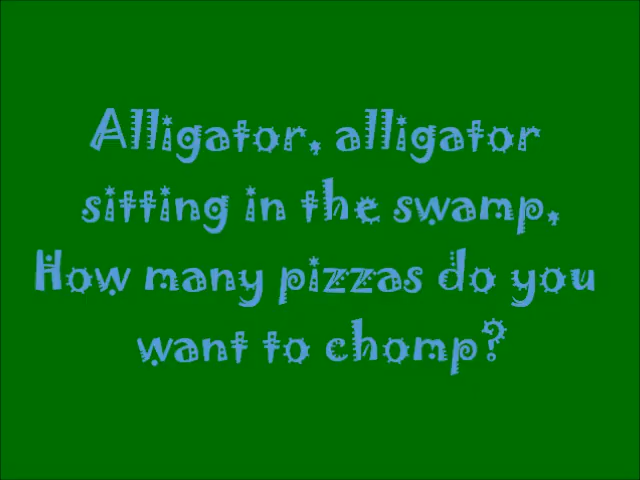 Alligator, alligator
sitting in the swamp,
How many pizzas do you
want to chomp?